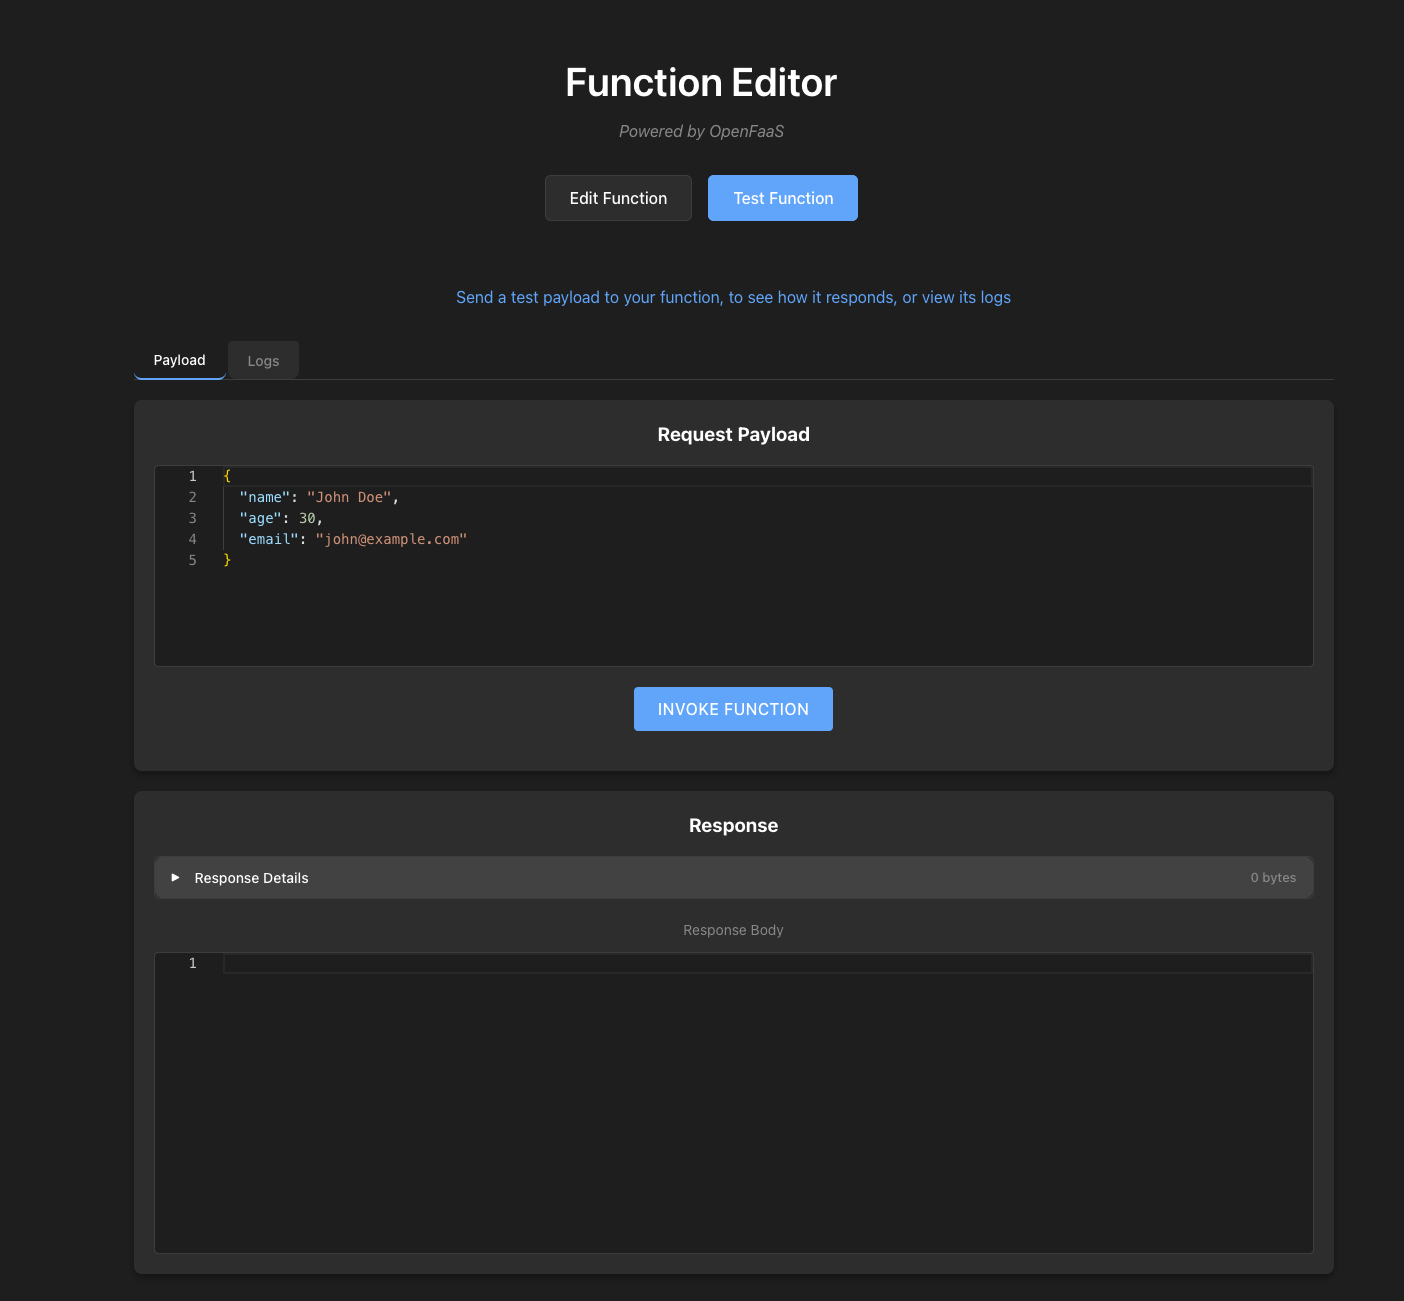 Function Editor
Powered by OpenFaaS
Edit Function
Test Function
Send a test payload to your function, to see how it responds, or view its logs
Payload
Logs
Request Payload
1 {
2 "name": "John Doe",
3 "age": 30,
4 "email": "john@example.com"
5 }
INVOKE FUNCTION
Response
Response Details 0 bytes
Response Body
1